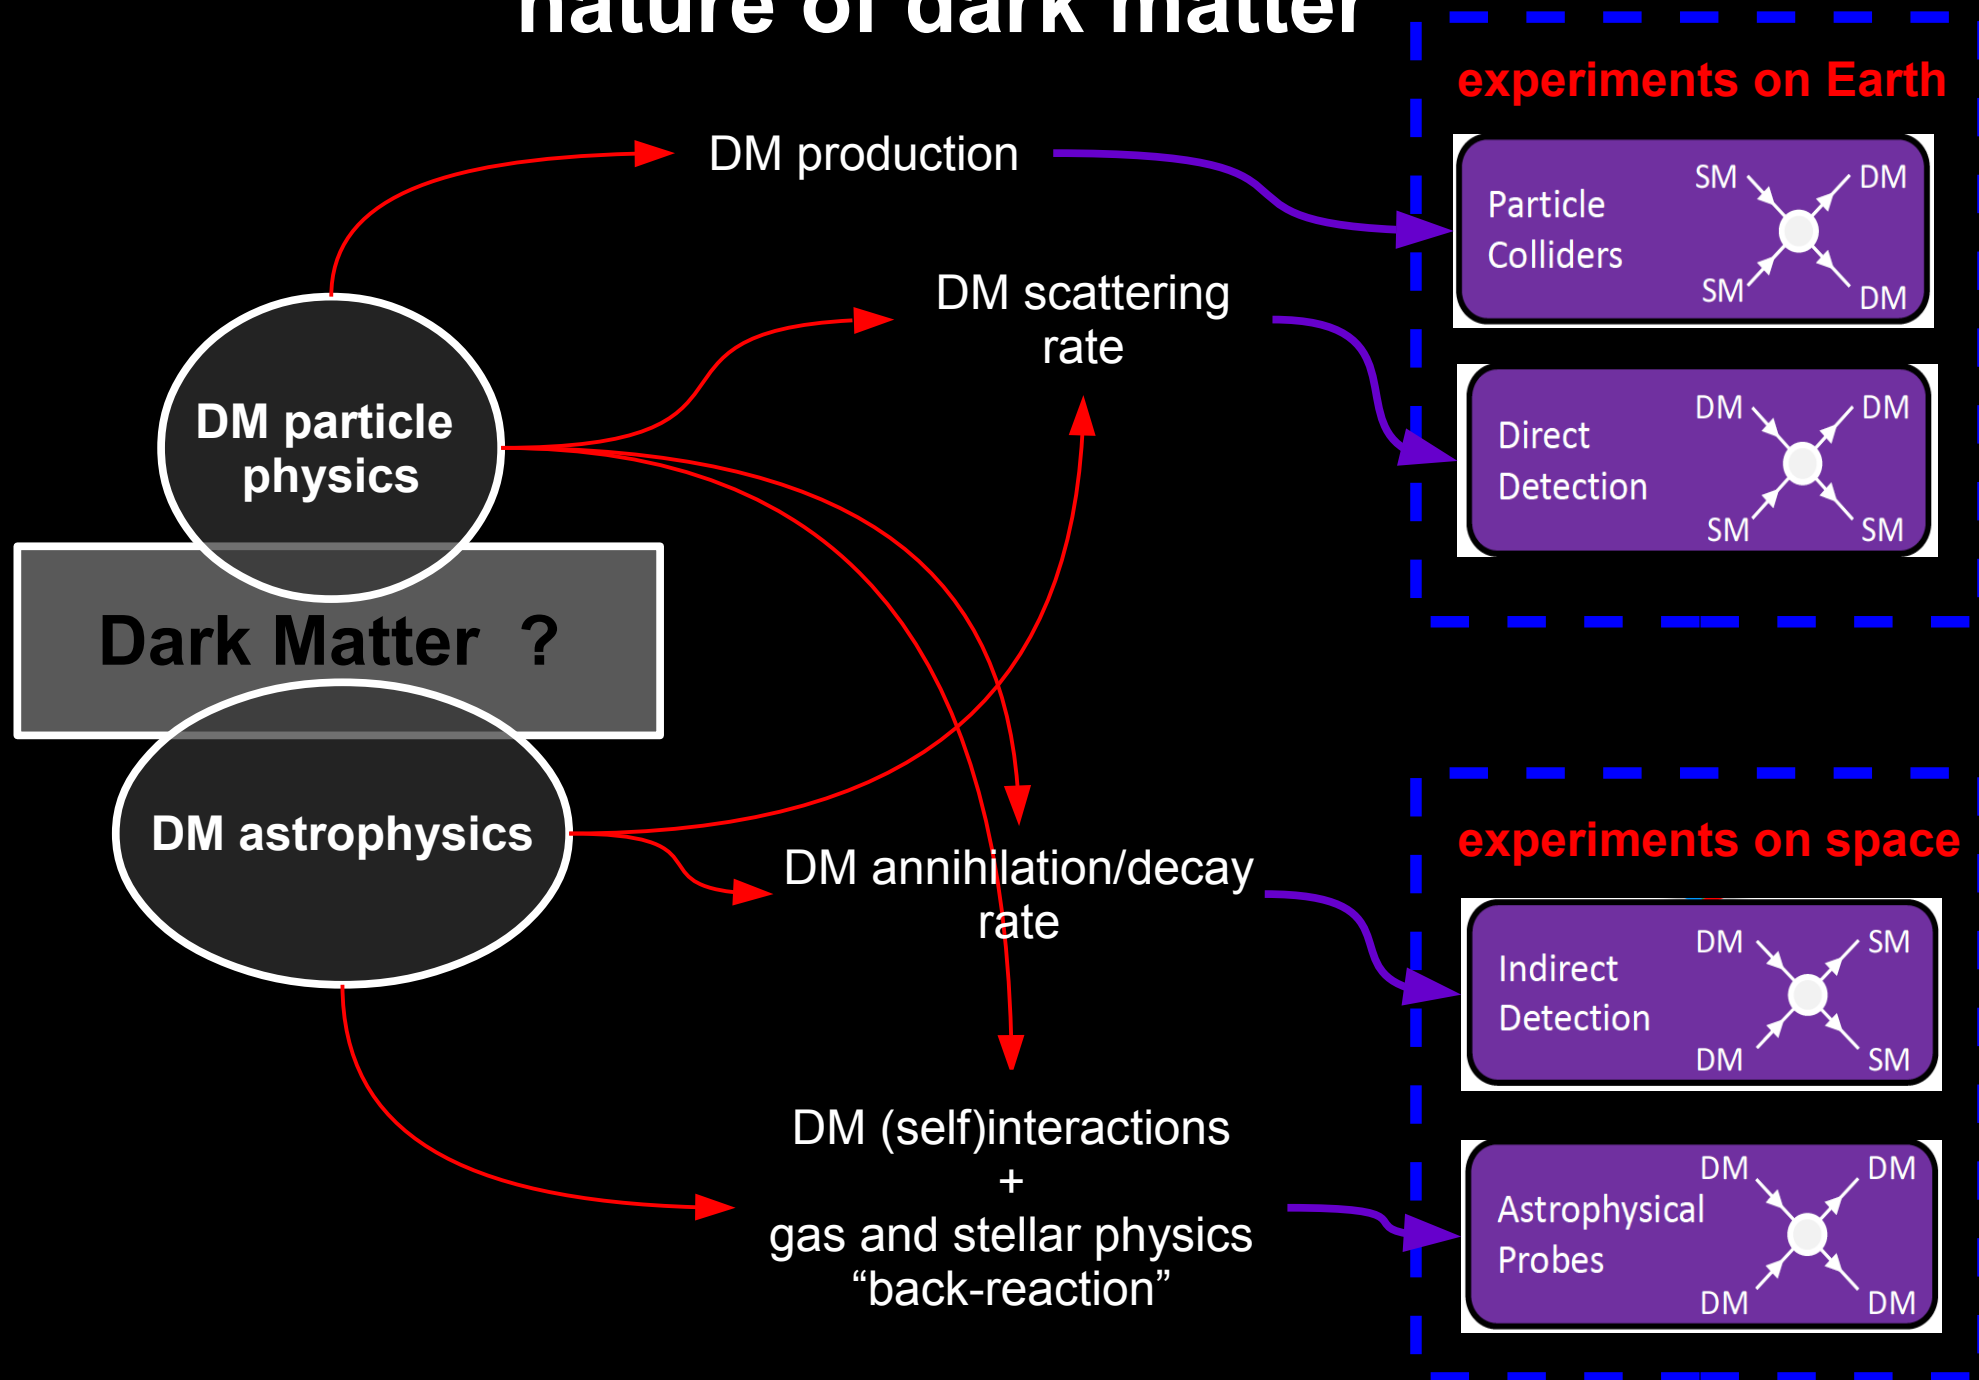 nature of dark matter
experiments on Earth
DM production
SM
DM
Particle
Colliders
SM
DM
DM scattering
rate
DM particle
physics
DM
DM
Direct
Detection
SM
SM
Dark Matter ?
DM astrophysics
experiments on space
DM annihilation/decay
rate
DM
SM
Indirect
Detection
DM
SM
DM (self)interactions
+
gas and stellar physics
“back-reaction”
DM
DM
Astrophysical
Probes
DM
DM